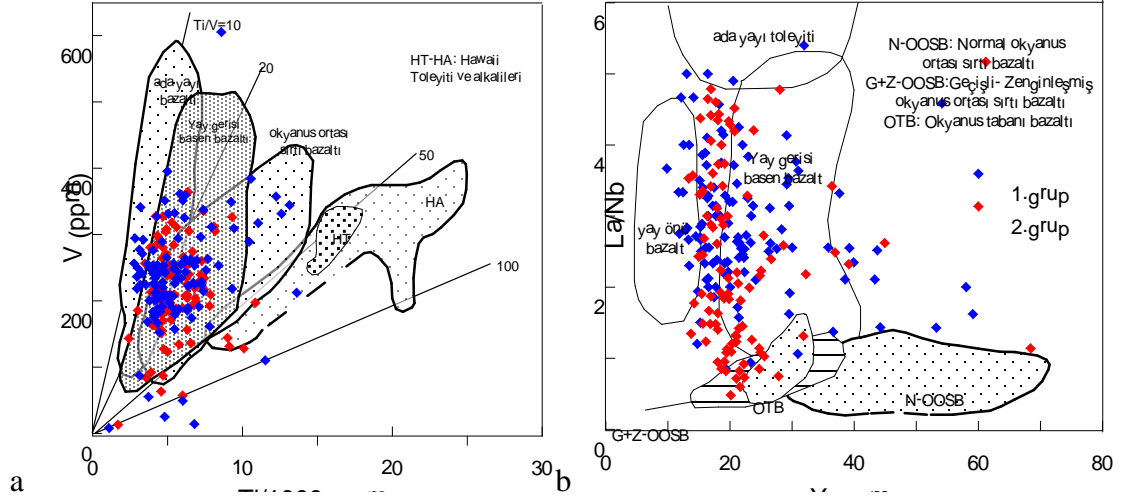 600
Ti/V=10
20
HT-HA: Hawaii
Toleyiti ve alkalileri
ada yayı
bazalt
Yay gerisi
basen bazaltı
okyanus ortası
sırtı bazaltı
50
400
V (ppm)
HA
HT
100
200
0
0
10
20
30
a
6
ada yayı toleyiti
N-OOSB: Normal okyanus
ortası sırtı bazaltı
G+Z-OOSB:Geçişli- Zenginleşmiş
okyanus ortası sırtı bazaltı
OTB: Okyanus tabanı bazaltı
4
Yay gerisi
basen bazaltı
1.grup
2.grup
La/Nb
yay önü
bazalt
2
N-OOSB
OTB
0
G+Z-OOSB
20
40
60
80
b